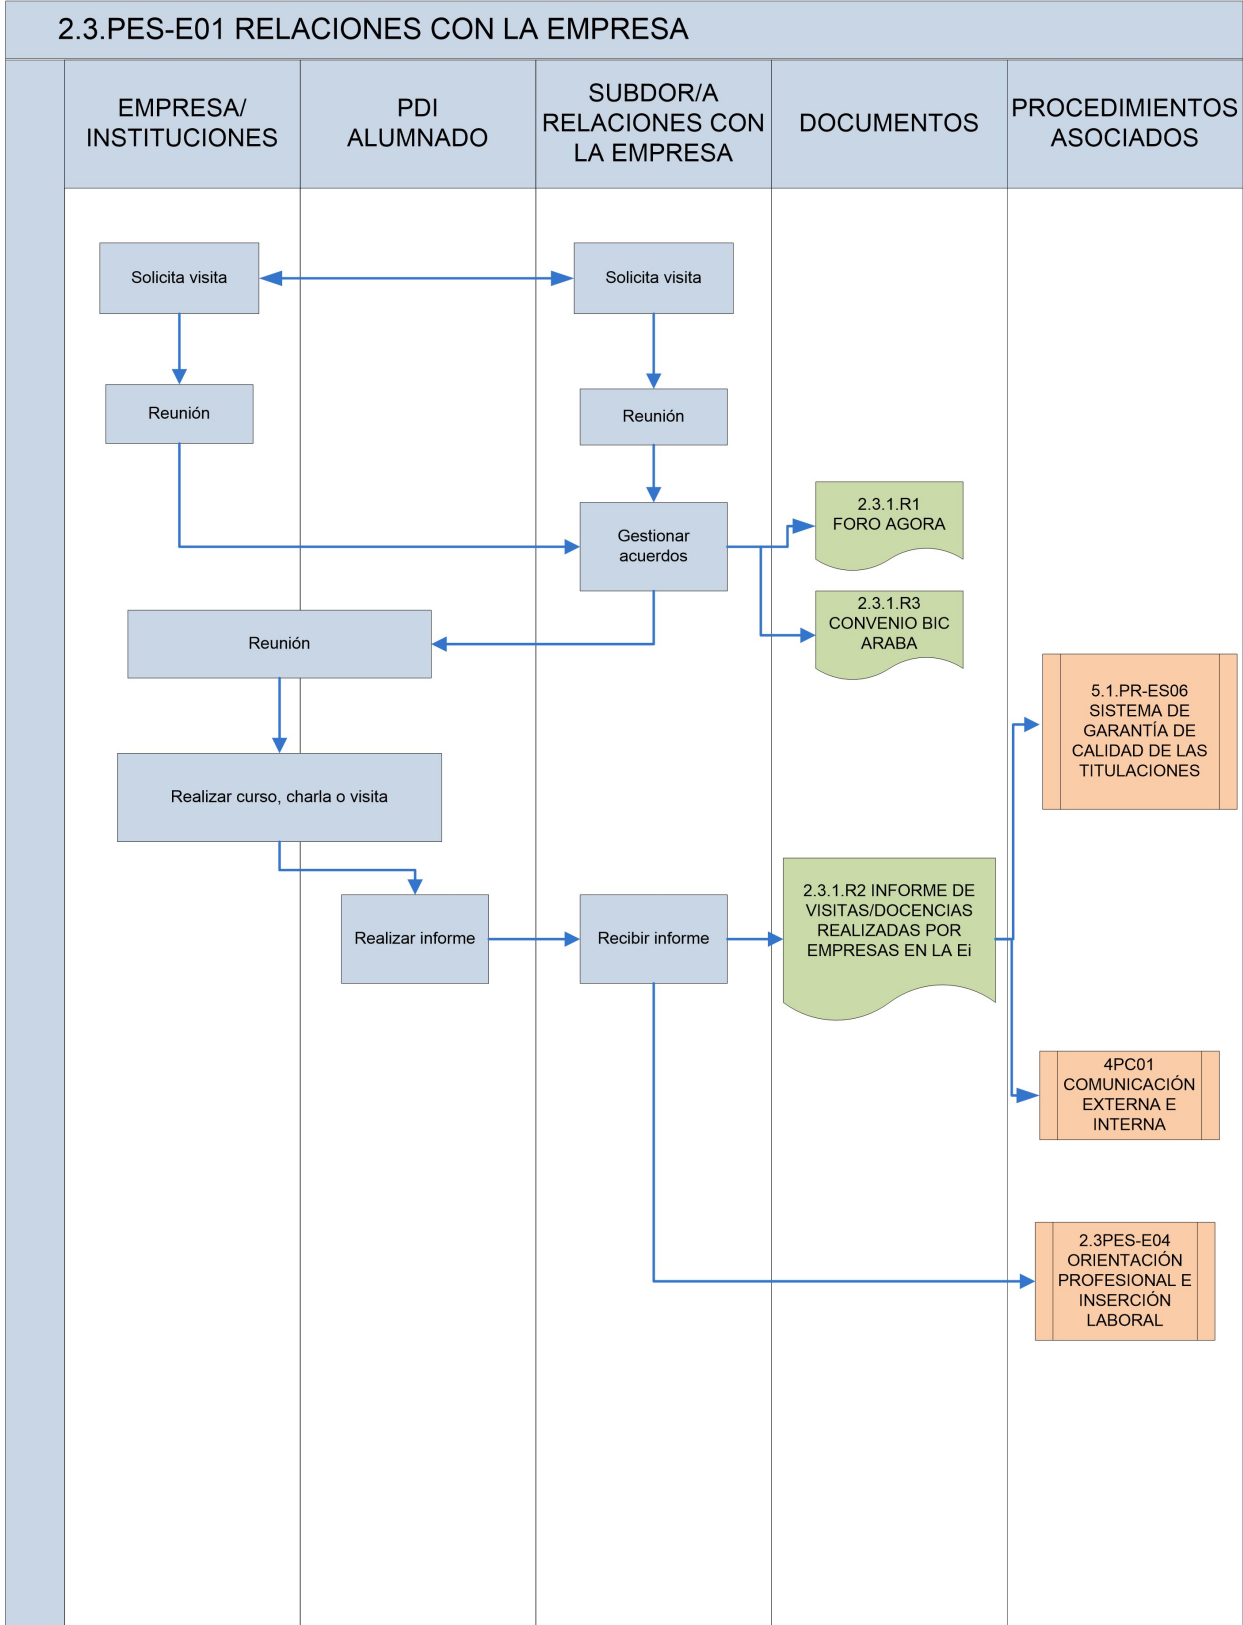 2.3.PES-E01 RELACIONES CON LA EMPRESA
EMPRESA/
INSTITUCIONES
PDI
ALUMNADO
SUBDOR/A
RELACIONES CON
LA EMPRESA
DOCUMENTOS
PROCEDIMIENTOS
ASOCIADOS
Solicita visita
Solicita visita
Reunión
Reunión
Gestionar
acuerdos
2.3.1.R1
FORO AGORA
2.3.1.R3
CONVENIO BIC
ARABA
Reunión
5.1.PR-ES06
SISTEMA DE
GARANTÍA DE
CALIDAD DE LAS
TITULACIONES
Realizar curso, charla o visita
Realizar informe
Recibir informe
2.3.1.R2 INFORME DE
VISITAS/DOCENCIAS
REALIZADAS POR
EMPRESAS EN LA Ei
4PC01
COMUNICACIÓN
EXTERNA E
INTERNA
2.3PES-E04
ORIENTACIÓN
PROFESIONAL E
INSERCIÓN
LABORAL